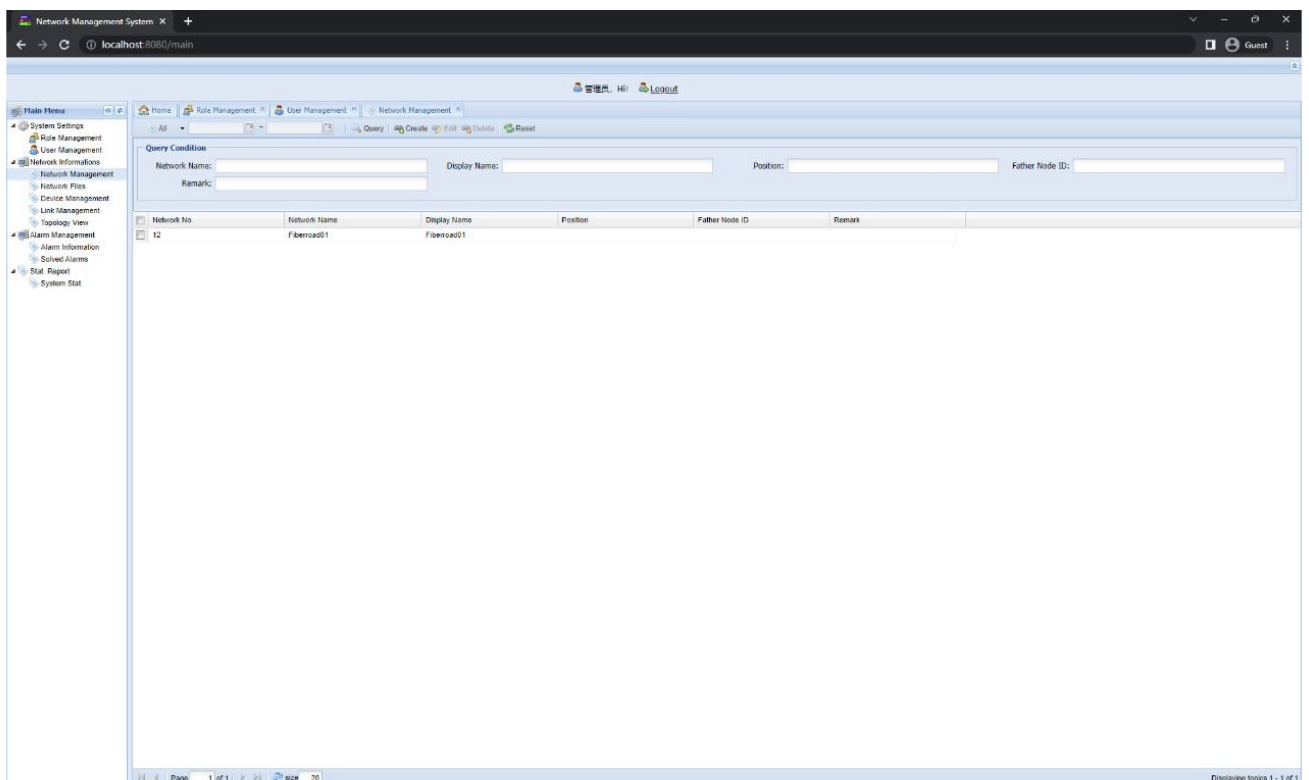 Network Management System
localhost:8080/main
Guest
管理员, Hi! Logout
Main Menu
Home Role Management User Management Network Management
System Settings
Role Management
User Management
Network Informations
Network Management
Network Files
Device Management
Link Management
Topology View
Alarm Management
Alarm Information
Solved Alarms
Stat. Report
System Stat.
All - Query Create Edit Delete Reset
Query Condition
Network Name: Display Name: Position: Father Node ID:
Remark:
Network No. Network Name Display Name Position Father Node ID Remark
12 Fiberroad01 Fiberroad01
Page 1 of 1 size 20 Displaying topics 1 - 1 of 1